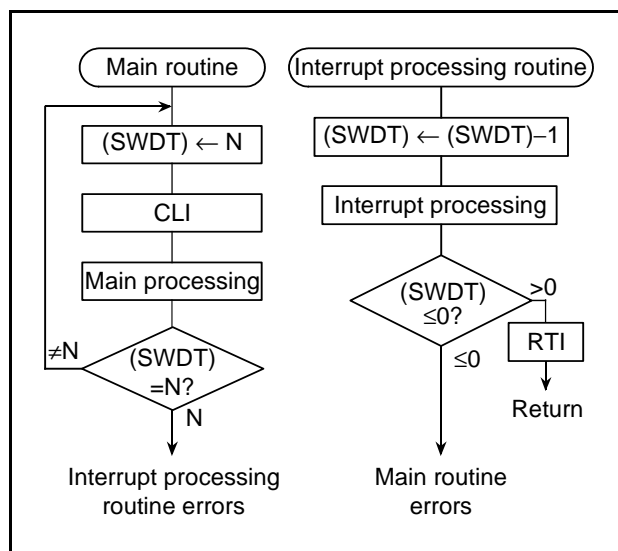 Main routine
(SWDT) ← N
CLI
Main processing
(SWDT)
=N?
≠N
N
Interrupt processing
routine errors
Interrupt processing routine
(SWDT) ← (SWDT)−1
Interrupt processing
(SWDT)
≤0?
>0
RTI
Return
≤0
Main routine
errors